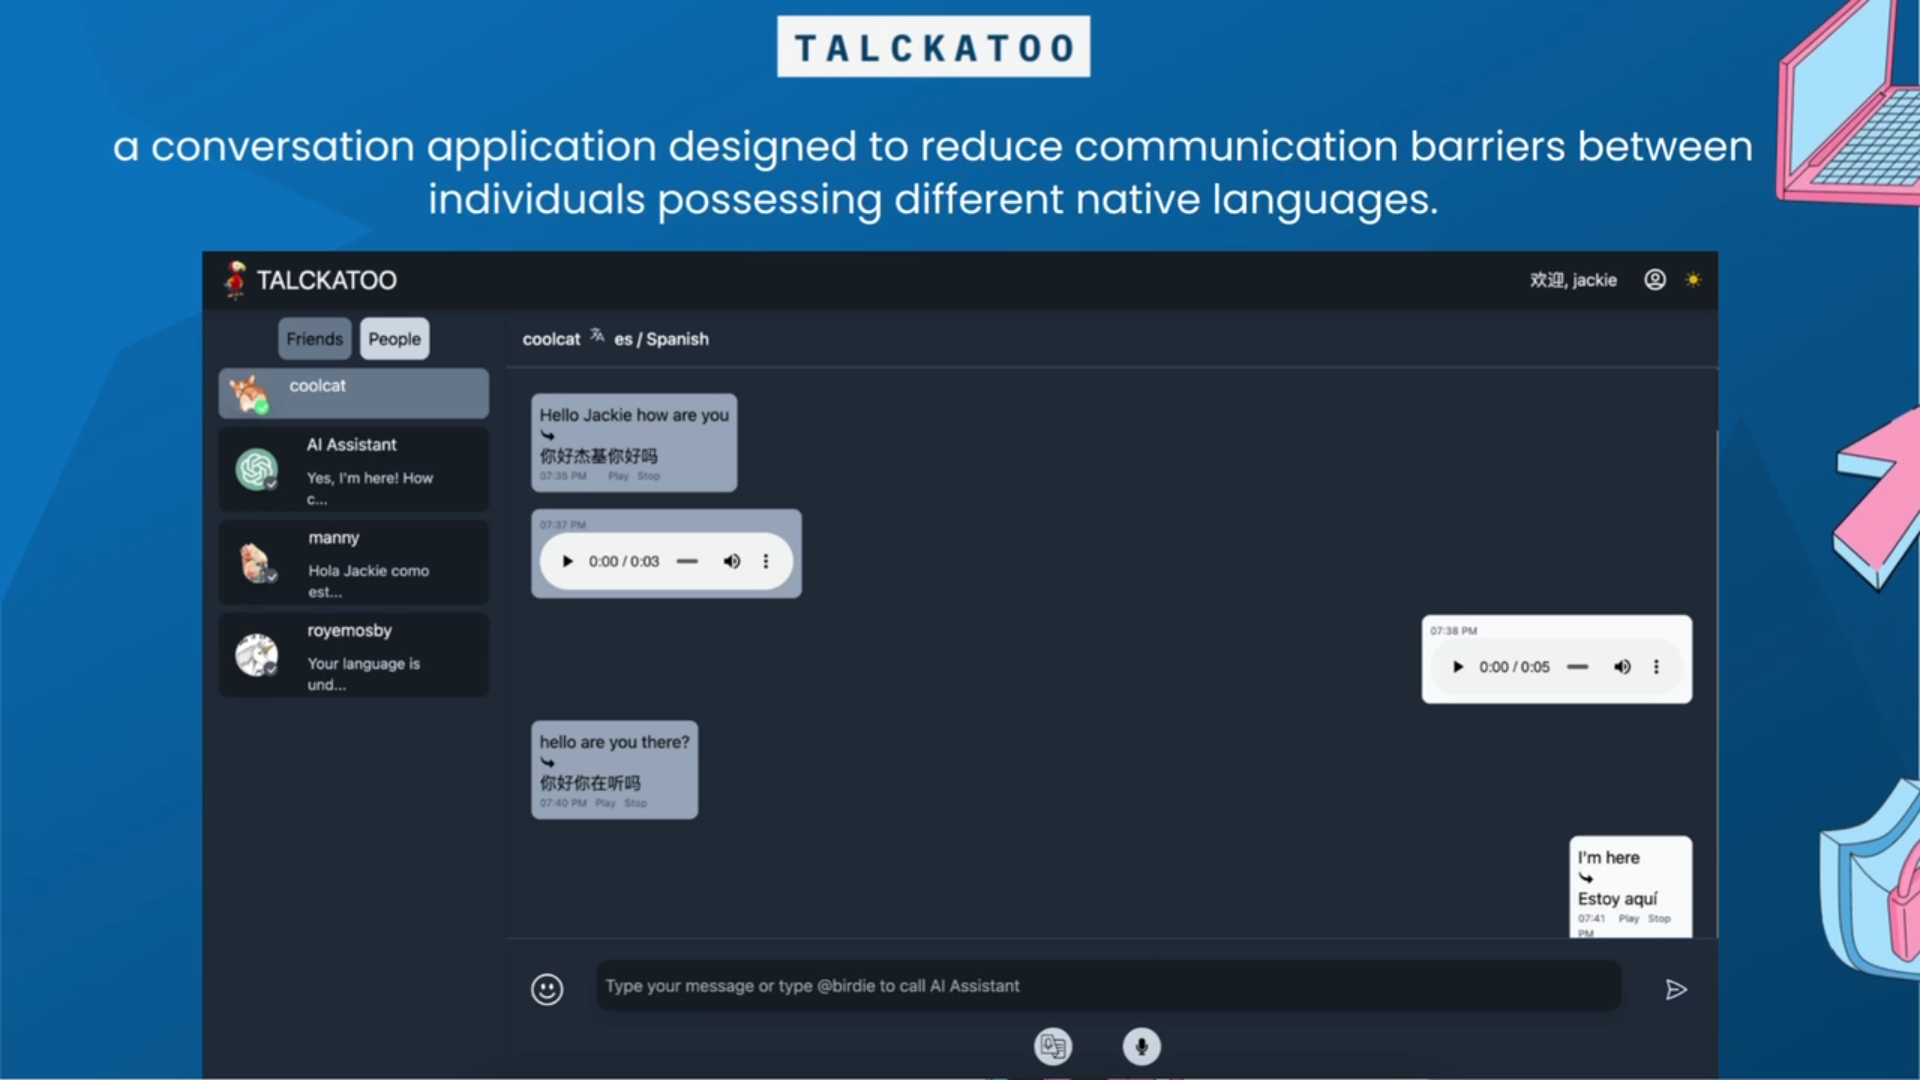 TALCKATOO
a conversation application designed to reduce communication barriers between
individuals possessing different native languages.
TALCKATOO
欢迎, jackie
Friends
People
coolcat
AI Assistant
Yes, I'm here! How
c...
manny
Hola Jackie como
est...
royemosby
Your language is
und...
coolcat es / Spanish
Hello Jackie how are you
你好杰基你好吗
07:35 PM Play Stop
07:37 PM
0:00 / 0:03
07:38 PM
0:00 / 0:05
hello are you there?
你好你在听吗
07:40 PM Play Stop
I'm here
Estoy aquí
07:41 Play Stop
PM
Type your message or type @birdie to call AI Assistant